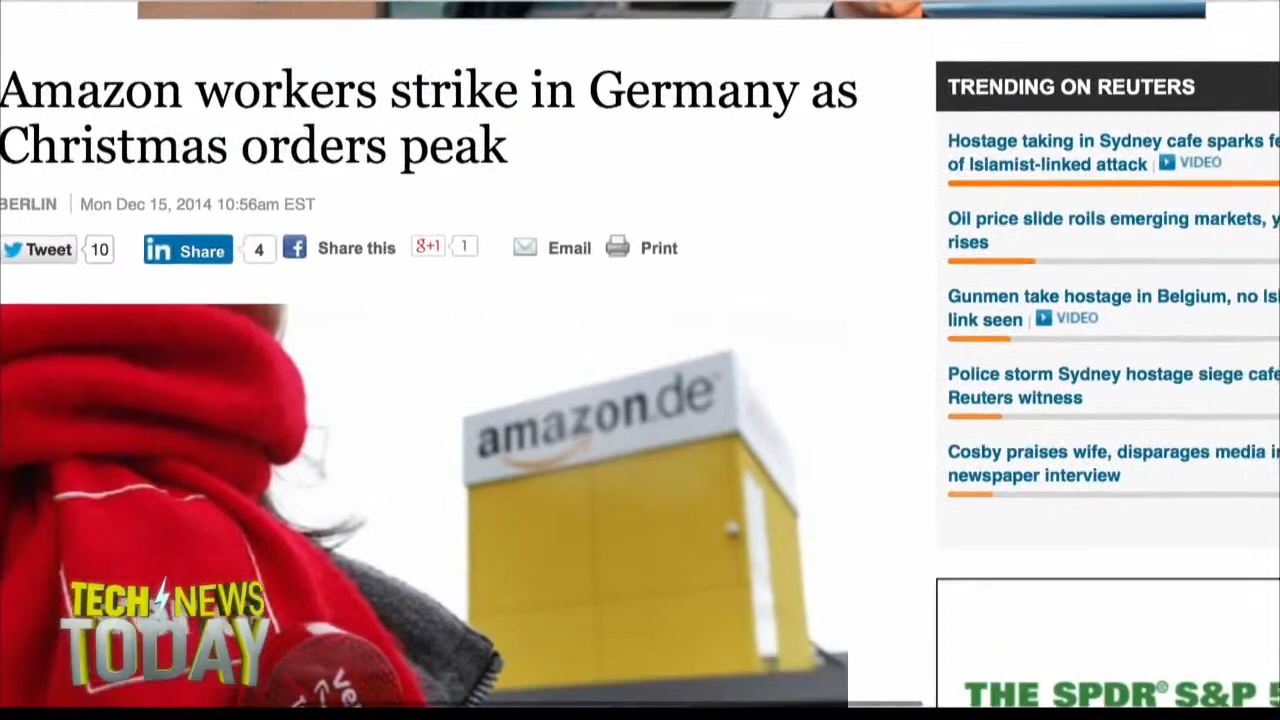 Amazon workers strike in Germany as
Christmas orders peak
BERLIN | Mon Dec 15, 2014 10:56am EST
Tweet 10 in Share 4 f Share this g+1 1 Email Print
amazon.de
TECH NEWS
TODAY
TRENDING ON REUTERS
Hostage taking in Sydney cafe sparks
of Islamist-linked attack | VIDEO
Oil price slide roils emerging markets,
rises
Gunmen take hostage in Belgium, no
link seen | VIDEO
Police storm Sydney hostage siege cafe
Reuters witness
Cosby praises wife, disparages media
newspaper interview
THE SPDR® S&P